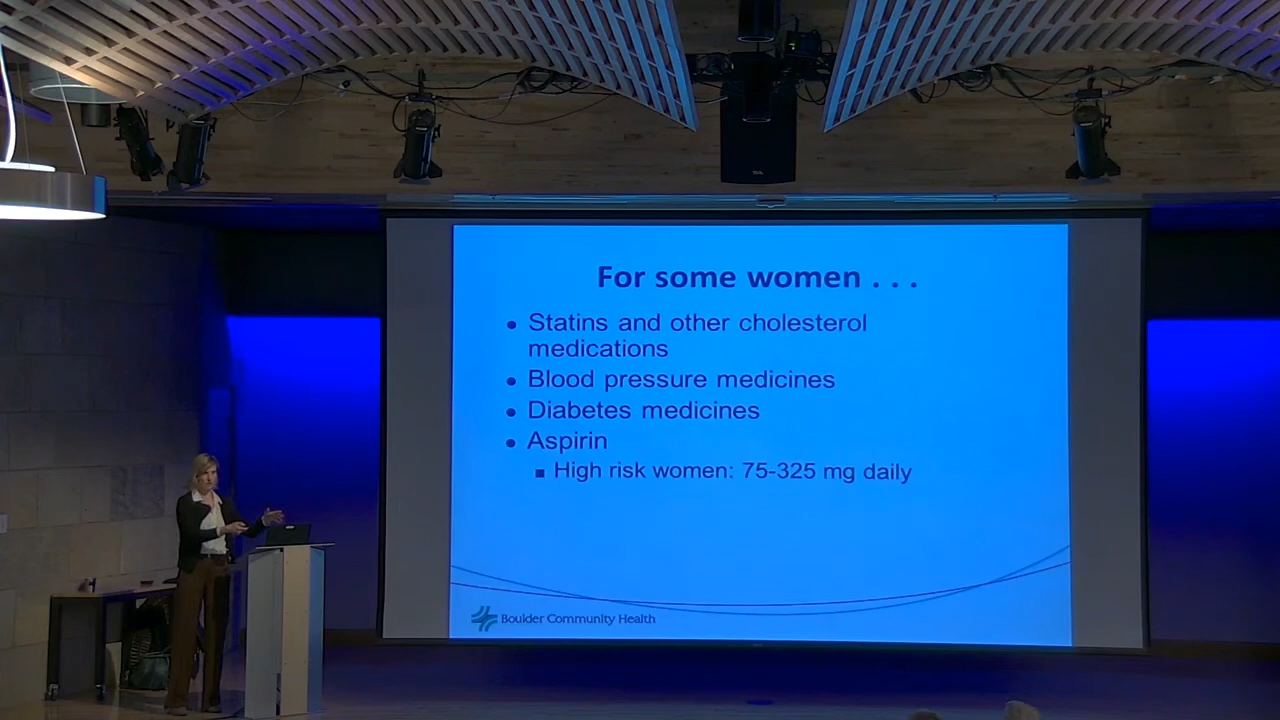 For some women . . .
Statins and other cholesterol
medications
Blood pressure medicines
Diabetes medicines
Aspirin
High risk women: 75-325 mg daily
Boulder Community Health